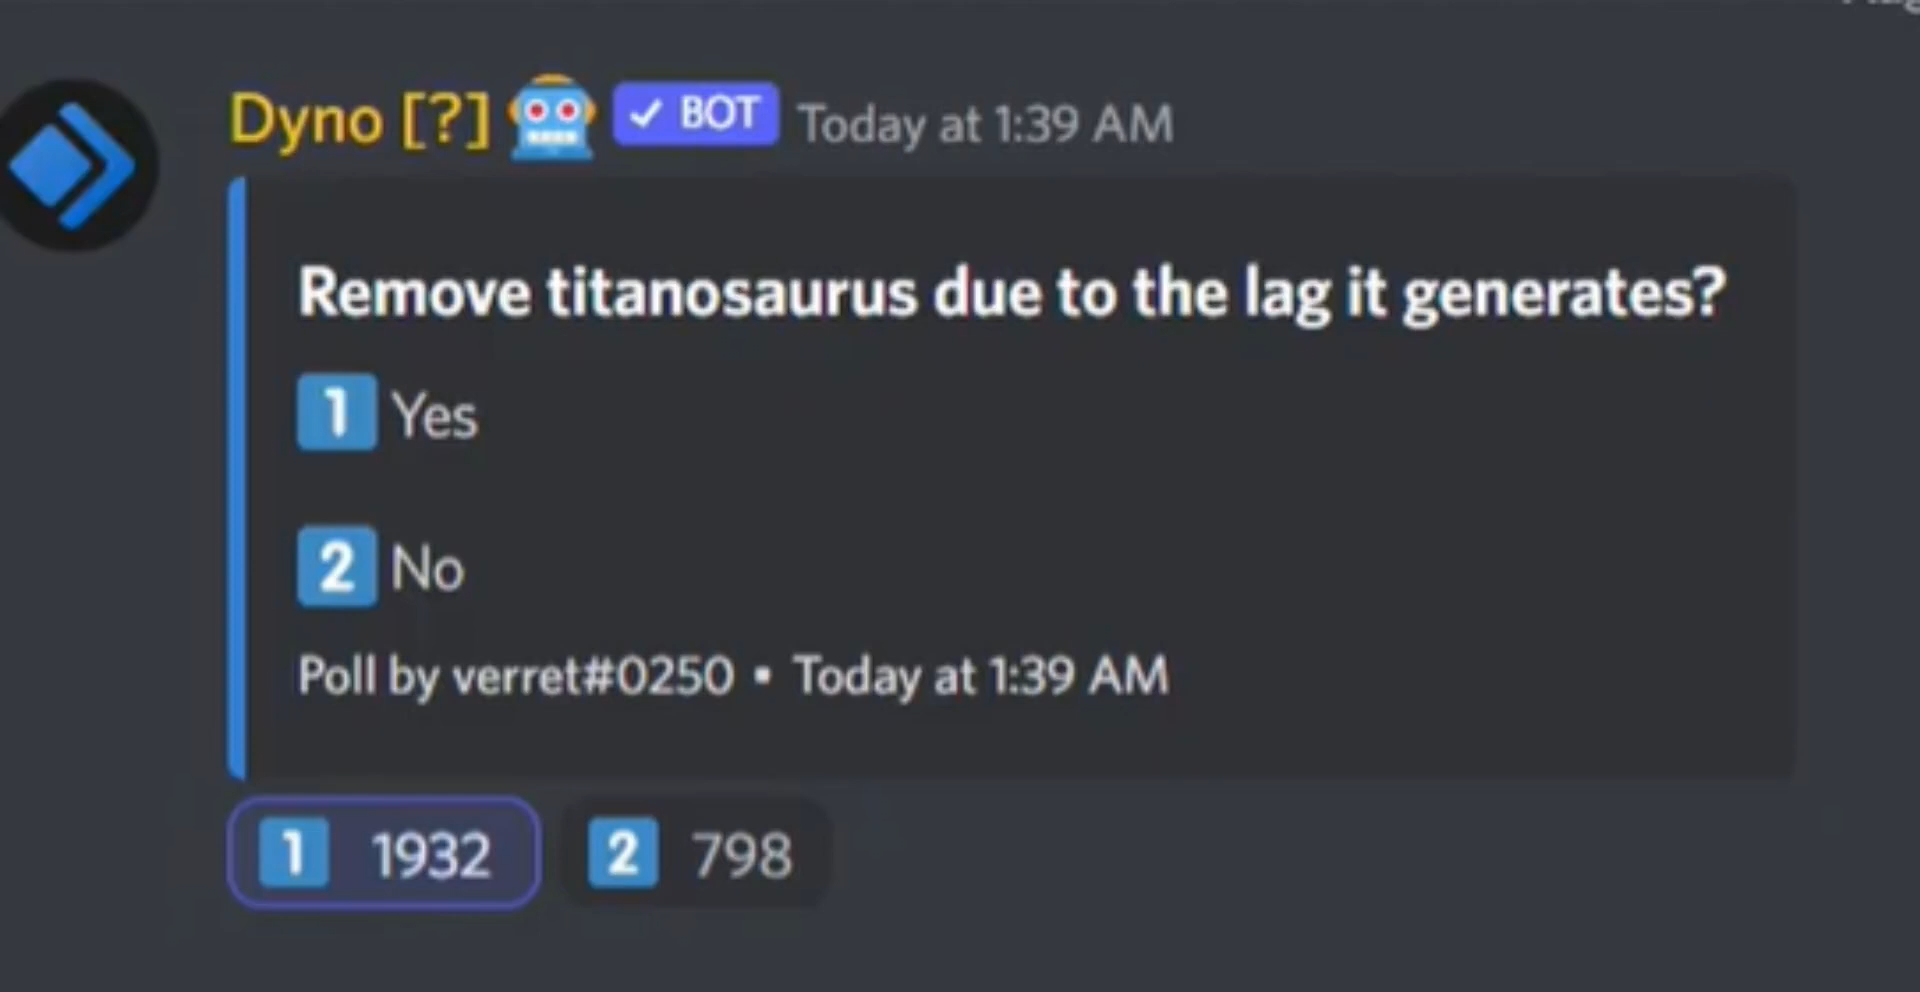 Dyno [?] 🤖 ✓ BOT Today at 1:39 AM
Remove titanosaurus due to the lag it generates?
1 Yes
2 No
Poll by verret#0250 ▪ Today at 1:39 AM
1 1932 2 798